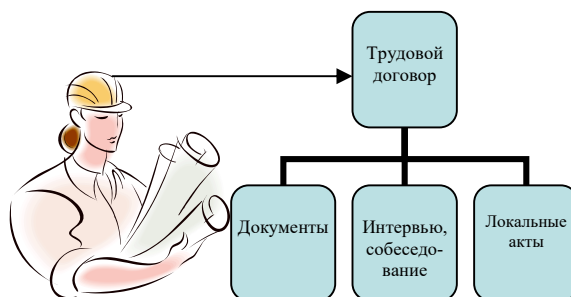 Трудовой
договор
Документы
Интервью,
собеседо-
вание
Локальные
акты